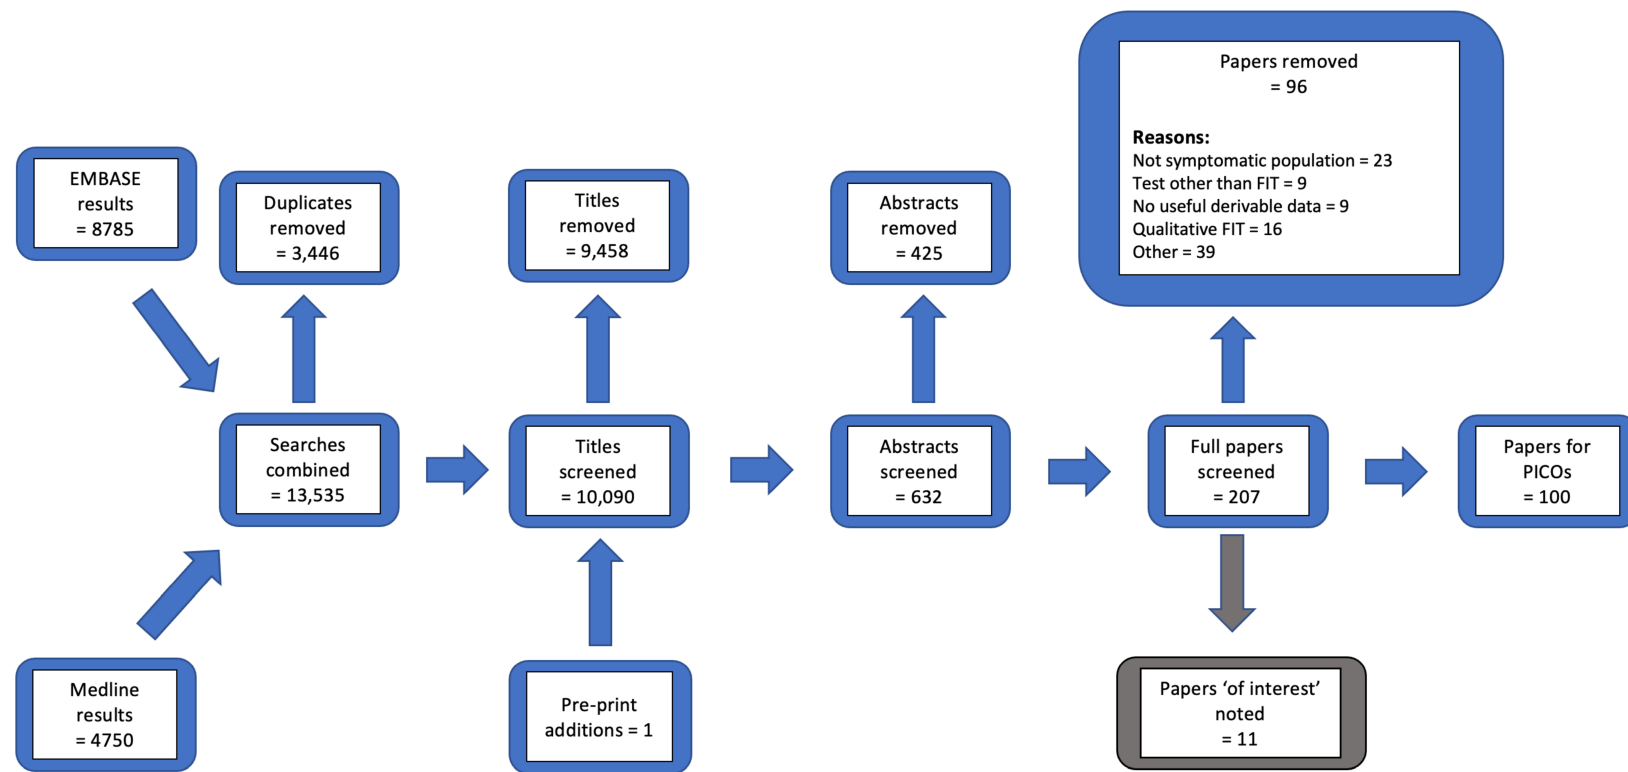 EMBASE
results
= 8785
Duplicates
removed
= 3,446
Titles
removed
= 9,458
Abstracts
removed
= 425
Papers removed
= 96
Reasons:
Not symptomatic population = 23
Test other than FIT = 9
No useful derivable data = 9
Qualitative FIT = 16
Other = 39
Searches
combined
= 13,535
Titles
screened
= 10,090
Abstracts
screened
= 632
Full papers
screened
= 207
Papers for
PICOs
= 100
Medline
results
= 4750
Pre-print
additions = 1
Papers ‘of interest’
noted
= 11